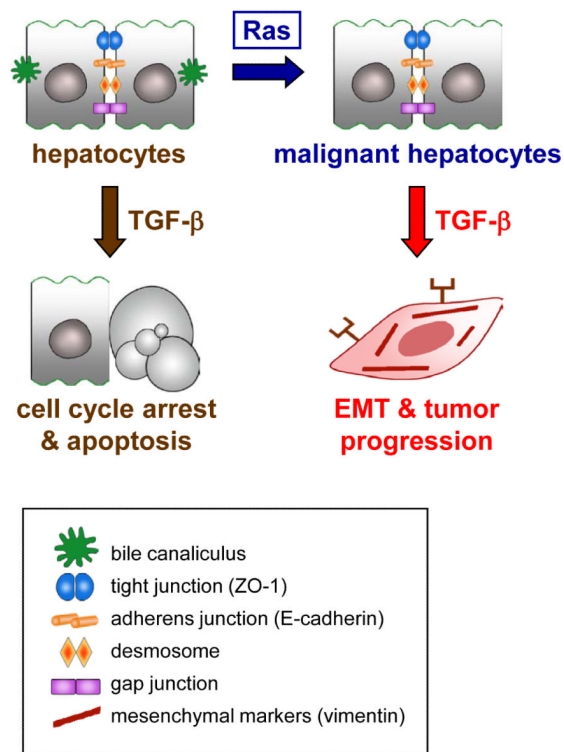 Ras
hepatocytes
malignant hepatocytes
TGF-β
TGF-β
cell cycle arrest
& apoptosis
EMT & tumor
progression
bile canaliculus
tight junction (ZO-1)
adherens junction (E-cadherin)
desmosome
gap junction
mesenchymal markers (vimentin)